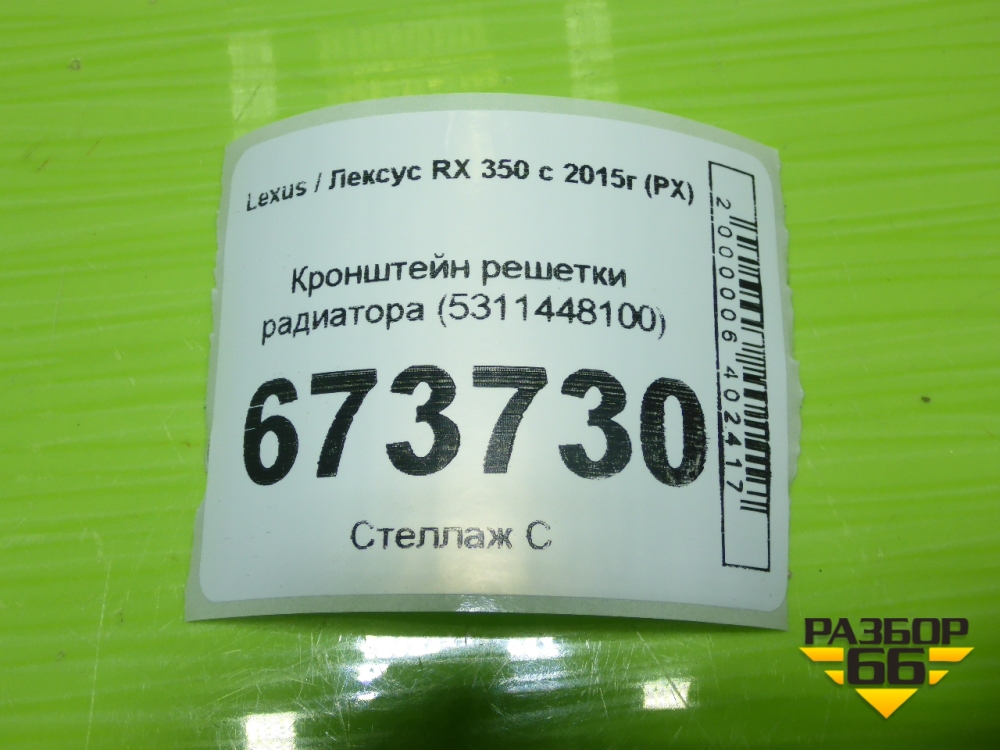 Lexus / Лексус RX 350 с 2015г (РХ)
Кронштейн решетки
радиатора (5311448100)
673730
Стеллаж С
2000006402417
РАЗБОР
66